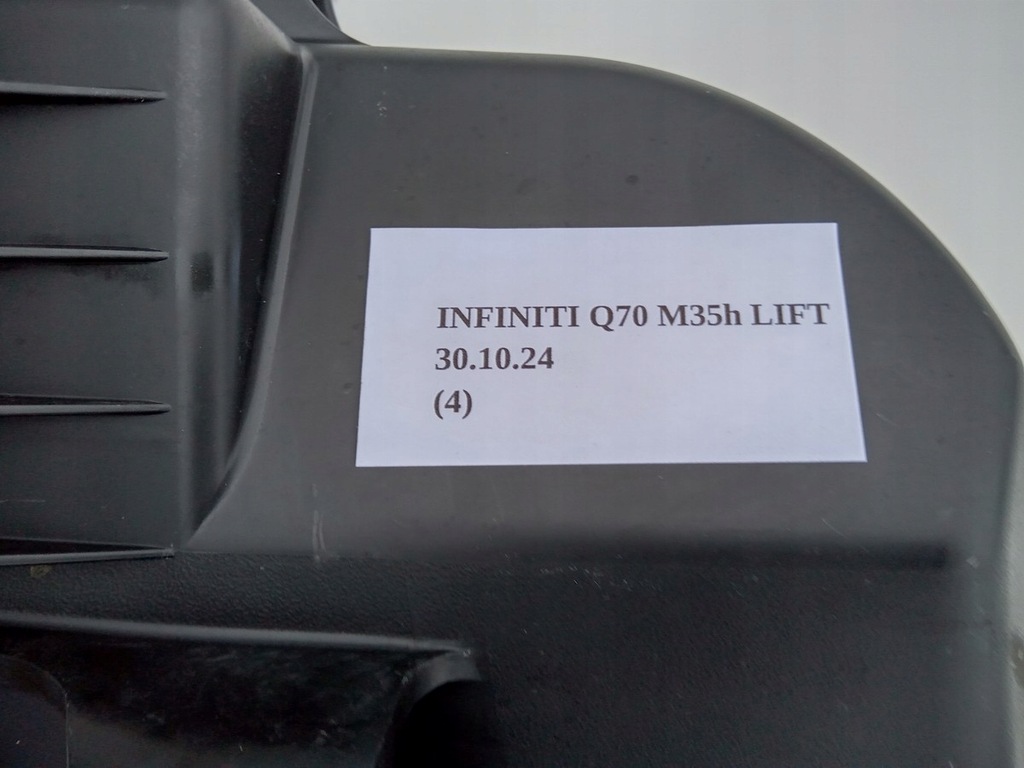 INFINITI Q70 M35h LIFT
30.10.24
(4)